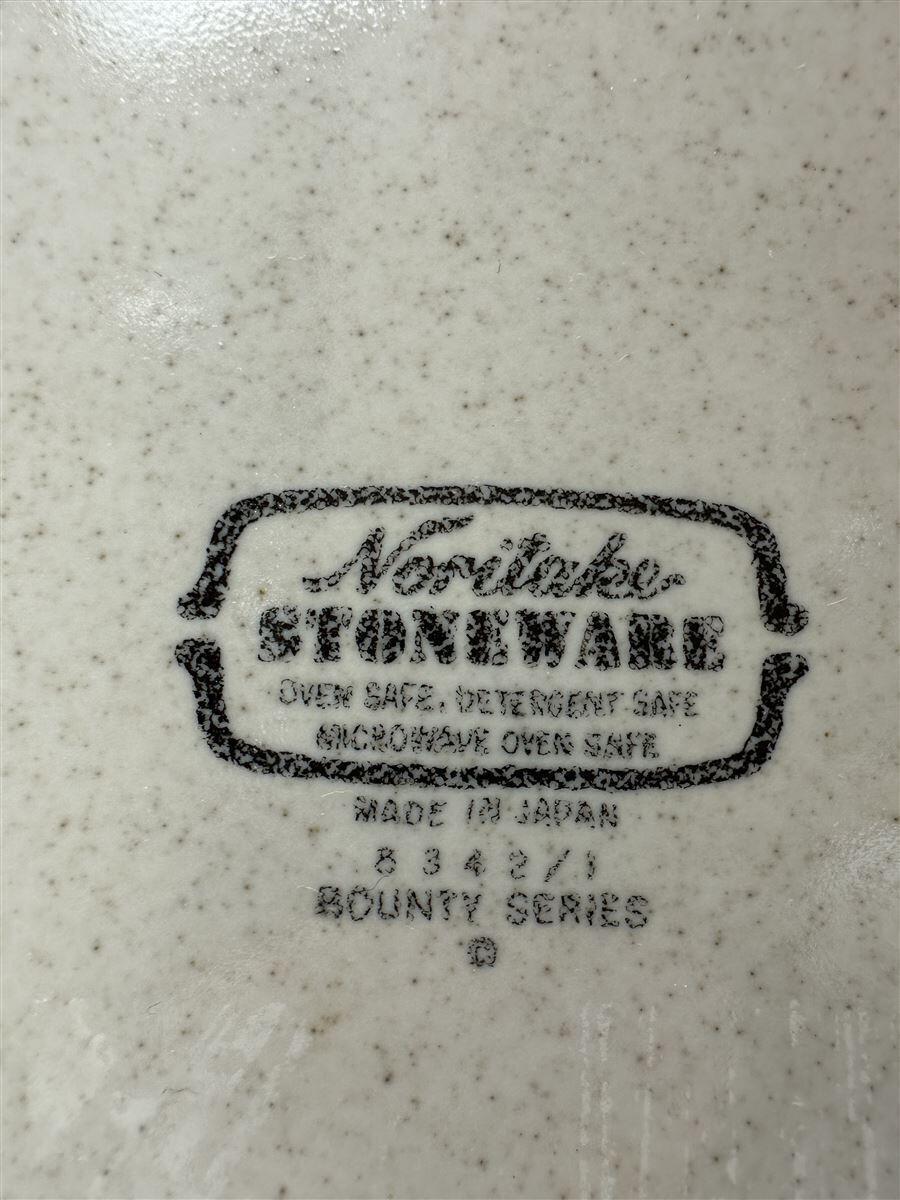 Noritake
STONEWARE
OVEN SAFE, DETERGENT SAFE
MICROWAVE OVEN SAFE
MADE IN JAPAN
8342/1
BOUNTY SERIES
©